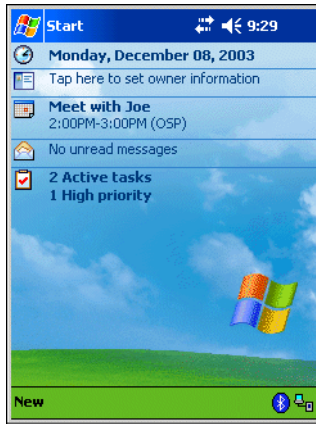 Start 9:29
Monday, December 08, 2003
Tap here to set owner information
Meet with Joe
2:00PM-3:00PM (OSP)
No unread messages
2 Active tasks
1 High priority
New